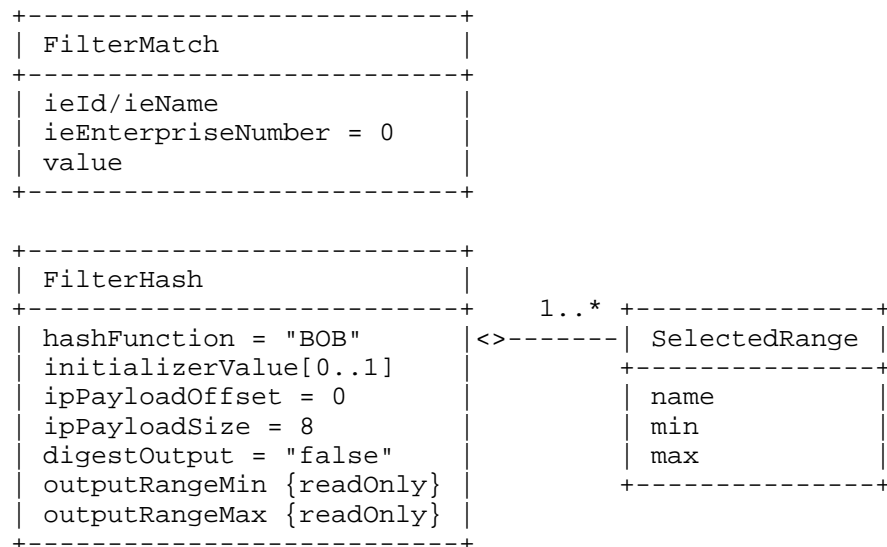 FilterMatch
ieId/ieName
ieEnterpriseNumber = 0
value
FilterHash
1..*
hashFunction = "BOB"
<>-------| SelectedRange |
initializerValue[0..1]
ipPayloadOffset = 0
name
ipPayloadSize = 8
min
digestOutput = "false"
max
outputRangeMin {readOnly}
outputRangeMax {readOnly}